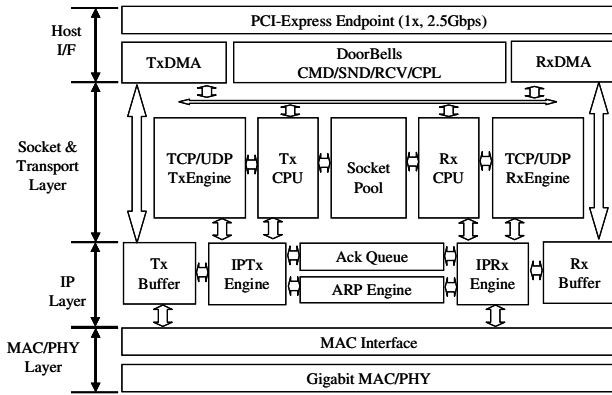 Host
I/F
PCI-Express Endpoint (1x, 2.5Gbps)
TxDMA
DoorBells
CMD/SND/RCV/CPL
RxDMA
Socket &
Transport
Layer
TCP/UDP
TxEngine
Tx
CPU
Socket
Pool
Rx
CPU
TCP/UDP
RxEngine
IP
Layer
Tx
Buffer
IPTx
Engine
Ack Queue
ARP Engine
IPRx
Engine
Rx
Buffer
MAC/PHY
Layer
MAC Interface
Gigabit MAC/PHY